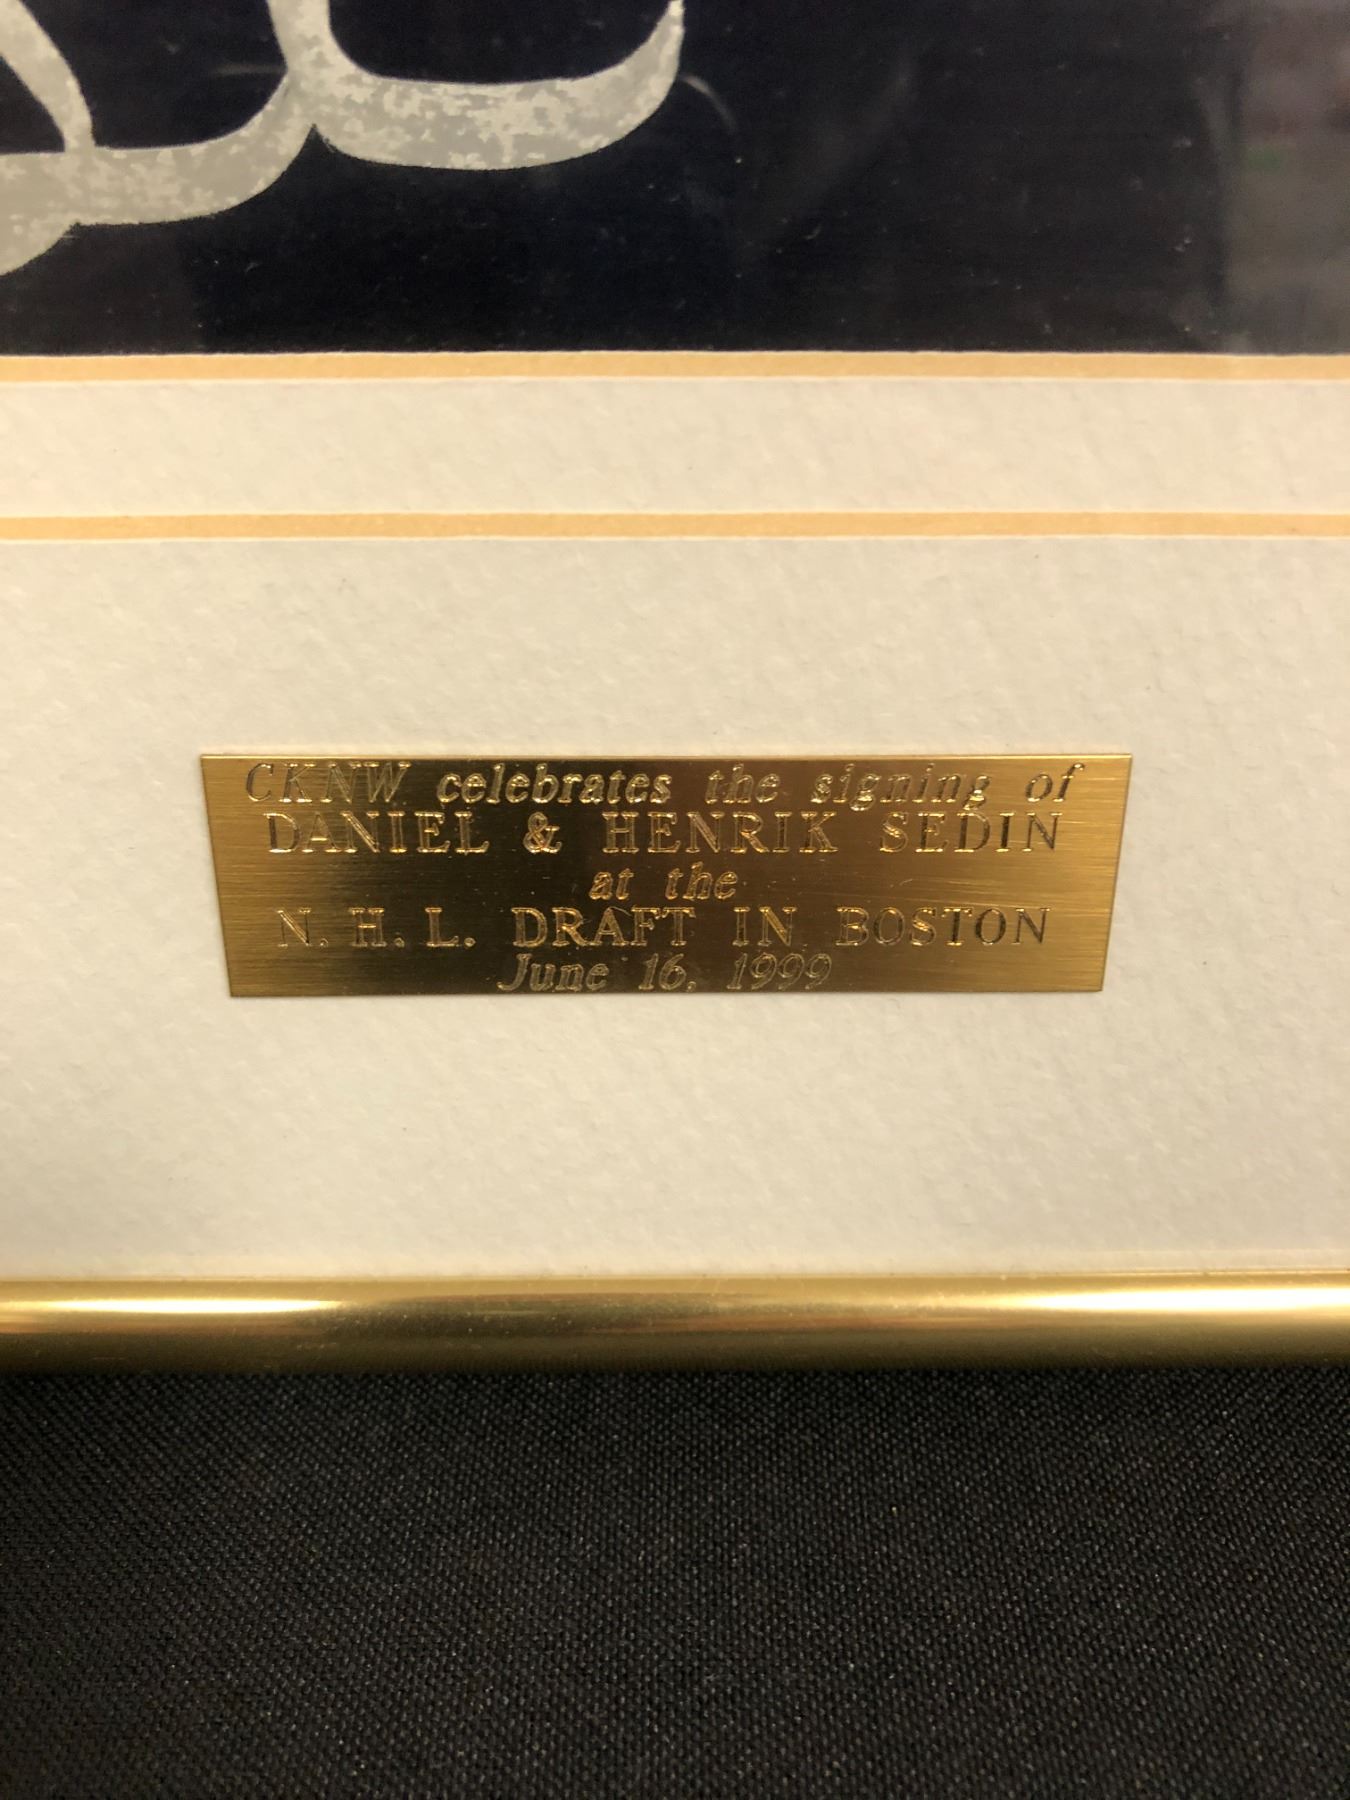 CKNW celebrates the signing of
DANIEL & HENRIK SEDIN
at the
N. H. L. DRAFT IN BOSTON
June 16, 1999